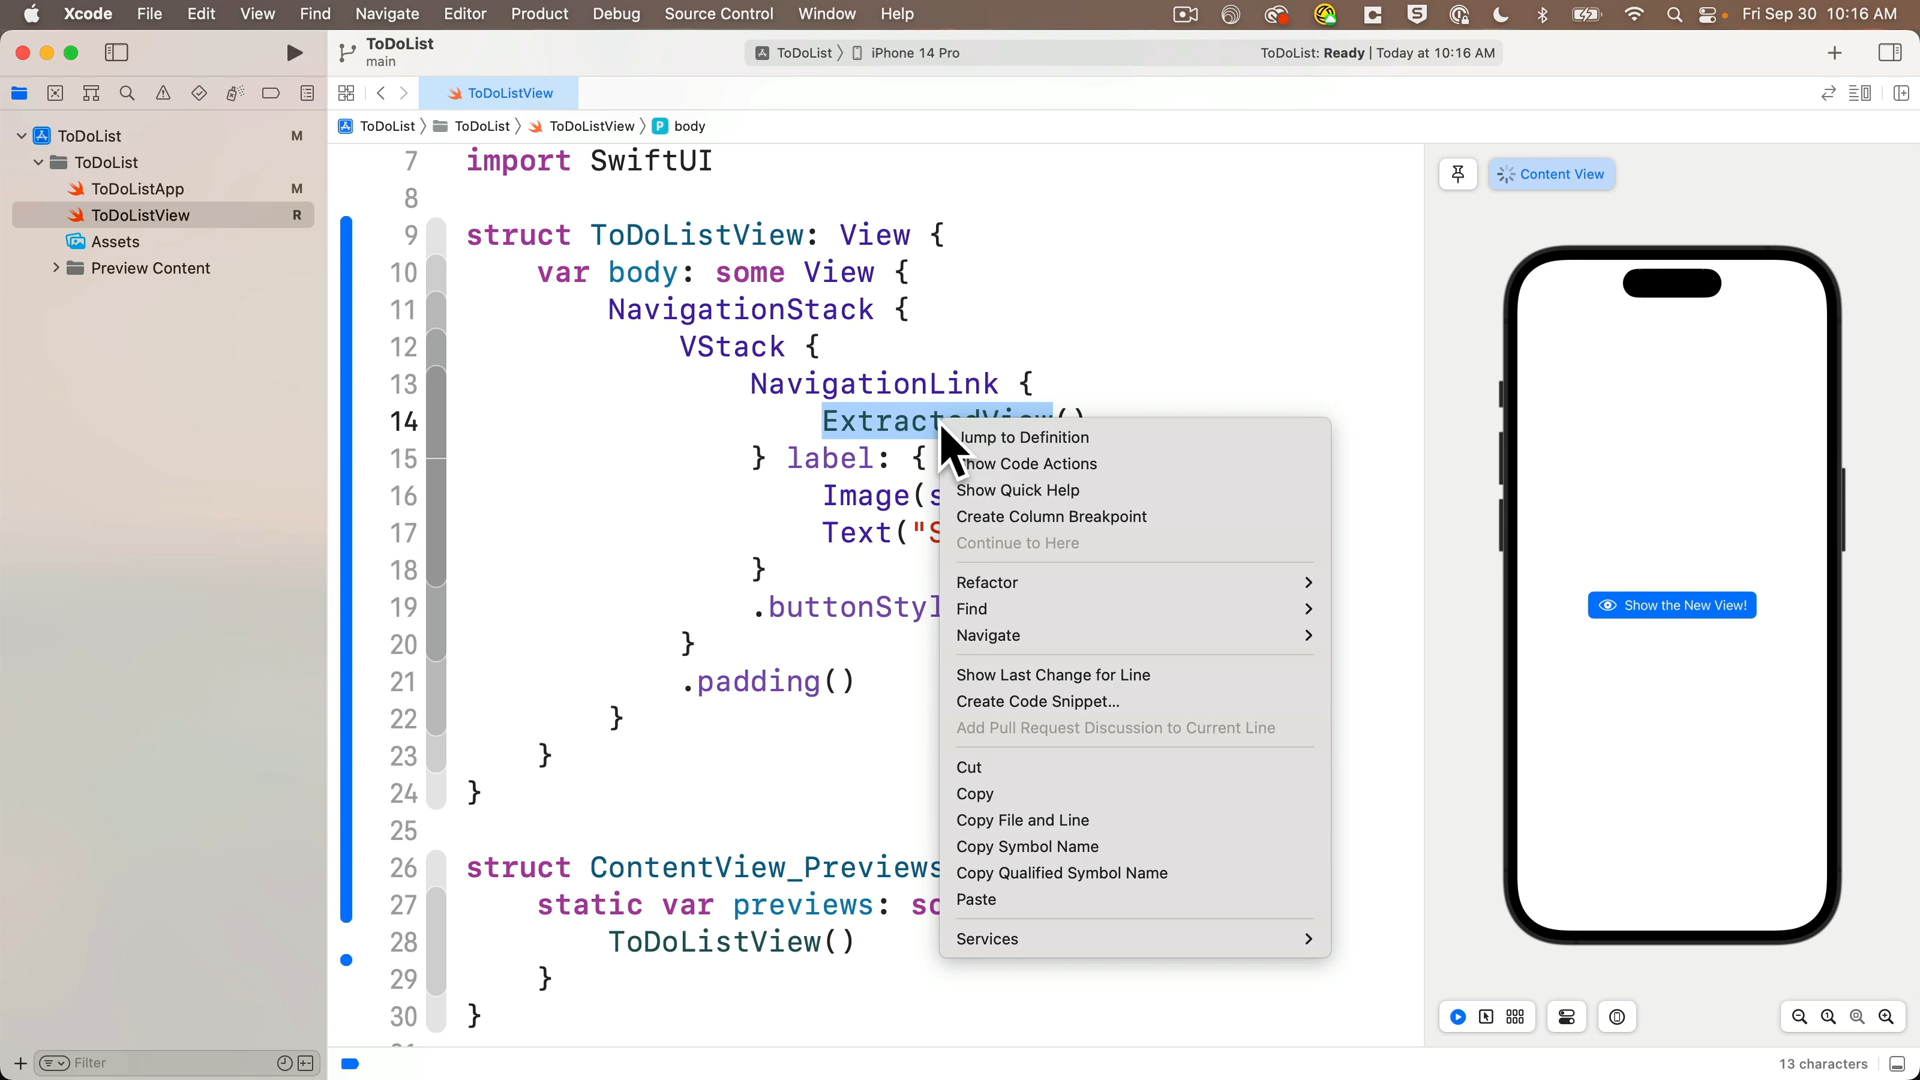 Xcode File Edit View Find Navigate Editor Product Debug Source Control Window Help Fri Sep 30 10:16 AM
ToDoList
main
ToDoList iPhone 14 Pro ToDoList: Ready | Today at 10:16 AM
ToDoListView
ToDoList ToDoList ToDoListView body
ToDoList M
ToDoList
ToDoListApp M
ToDoListView R
Assets
Preview Content
7 import SwiftUI
8
9 struct ToDoListView: View {
10 var body: some View {
11 NavigationStack {
12 VStack {
13 NavigationLink {
14 ExtractedView()
15 } label: {
16 Image(s
17 Text("S
18 }
19 .buttonStyl
20 }
21 .padding()
22 }
23 }
24 }
25
26 struct ContentView_Previews
27 static var previews: so
28 ToDoListView()
29 }
30 }
Jump to Definition
Show Code Actions
Show Quick Help
Create Column Breakpoint
Continue to Here
Refactor
Find
Navigate
Show Last Change for Line
Create Code Snippet...
Add Pull Request Discussion to Current Line
Cut
Copy
Copy File and Line
Copy Symbol Name
Copy Qualified Symbol Name
Paste
Services
Content View
Show the New View!
Filter
13 characters